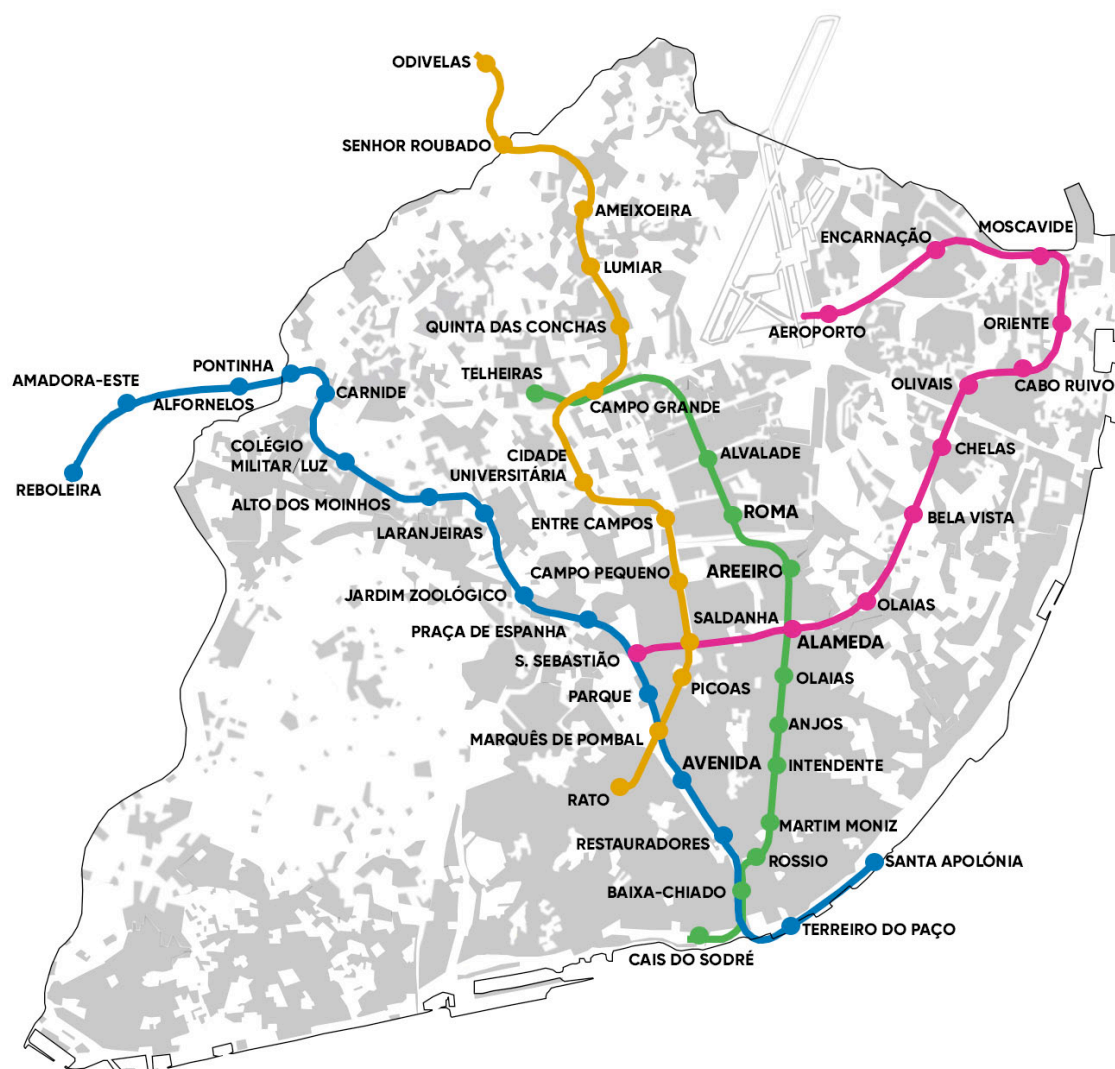 ODIVELAS
SENHOR ROUBADO
AMEIXOEIRA
MOSCAVIDE
ENCARNAÇÃO
LUMIAR
QUINTA DAS CONCHAS
AEROPORTO
ORIENTE
PONTINHA
TELHEIRAS
AMADORA-ESTE
CARNIDE
ALFORNELOS
CAMPO GRANDE
OLIVAIS
CABO RUIVO
COLÉGIO
MILITAR/LUZ
CIDADE
UNIVERSITÁRIA
ALVALADE
CHELAS
REBOLEIRA
ALTO DOS MOINHOS
LARANJEIRAS
ENTRE CAMPOS
ROMA
BELA VISTA
CAMPO PEQUENO
AREEIRO
JARDIM ZOOLÓGICO
PRAÇA DE ESPANHA
SALDANHA
OLAIAS
S. SEBASTIÃO
ALAMEDA
PARQUE
PICOAS
OLAIAS
MARQUÊS DE POMBAL
ANJOS
AVENIDA
INTENDENTE
RATO
MARTIM MONIZ
RESTAURADORES
ROSSIO
SANTA APOLÓNIA
BAIXA-CHIADO
TERREIRO DO PAÇO
CAIS DO SODRÉ